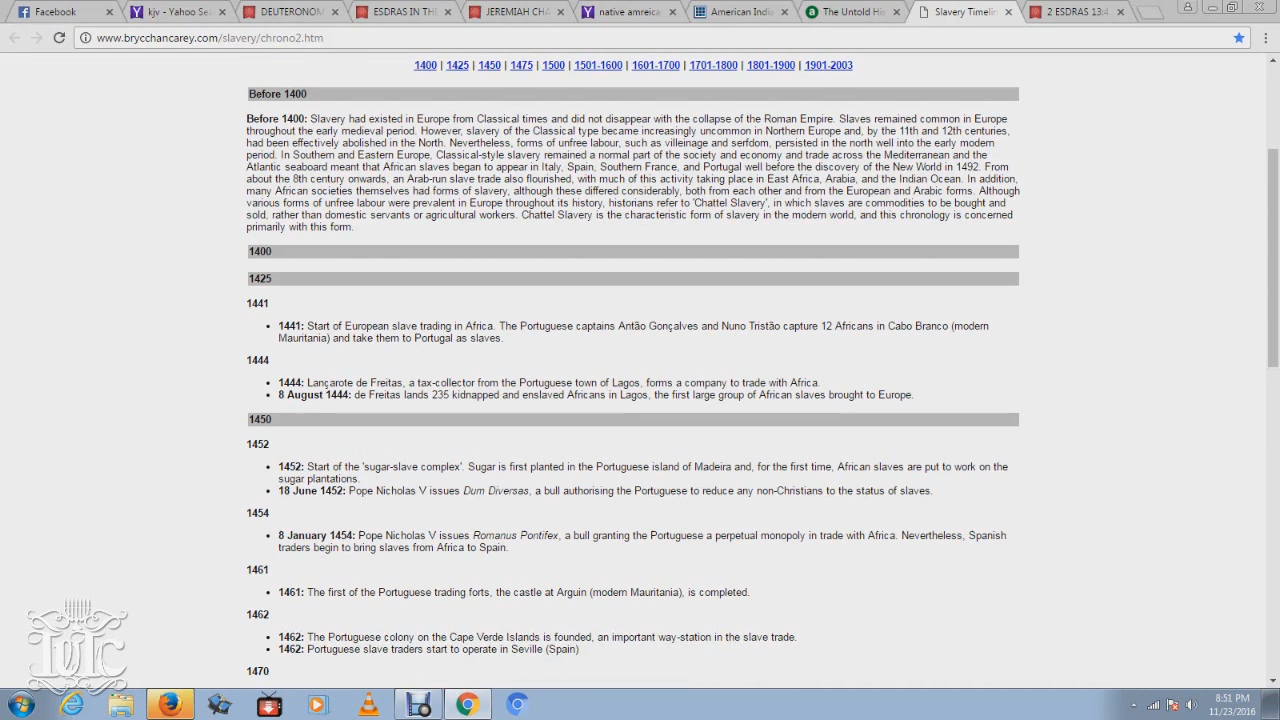 Facebook
kjv - Yahoo Sea
DEUTERONOM
ESDRAS IN THE
JEREMIAH CHA
native amreica
American India
The Untold His
Slavery Timelin
2 ESDRAS 13:4
www.brycchancarey.com/slavery/chrono2.htm
1400 | 1425 | 1450 | 1475 | 1500 | 1501-1600 | 1601-1700 | 1701-1800 | 1801-1900 | 1901-2003
Before 1400
Before 1400: Slavery had existed in Europe from Classical times and did not disappear with the collapse of the Roman Empire. Slaves remained common in Europe
throughout the early medieval period. However, slavery of the Classical type became increasingly uncommon in Northern Europe and, by the 11th and 12th centuries,
had been effectively abolished in the North. Nevertheless, forms of unfree labour, such as villeinage and serfdom, persisted in the north well into the early modern
period. In Southern and Eastern Europe, Classical-style slavery remained a normal part of the society and economy and trade across the Mediterranean and the
Atlantic seaboard meant that African slaves began to appear in Italy, Spain, Southern France, and Portugal well before the discovery of the New World in 1492. From
about the 8th century onwards, an Arab-run slave trade also flourished, with much of this activity taking place in East Africa, Arabia, and the Indian Ocean. In addition,
many African societies themselves had forms of slavery, although these differed considerably, both from each other and from the European and Arabic forms. Although
various forms of unfree labour were prevalent in Europe throughout its history, historians refer to 'Chattel Slavery', in which slaves are commodities to be bought and
sold, rather than domestic servants or agricultural workers. Chattel Slavery is the characteristic form of slavery in the modern world, and this chronology is concerned
primarily with this form.
1400
1425
1441
• 1441: Start of European slave trading in Africa. The Portuguese captains Antão Gonçalves and Nuno Tristão capture 12 Africans in Cabo Branco (modern
Mauritania) and take them to Portugal as slaves.
1444
• 1444: Lançarote de Freitas, a tax-collector from the Portuguese town of Lagos, forms a company to trade with Africa.
• 8 August 1444: de Freitas lands 235 kidnapped and enslaved Africans in Lagos, the first large group of African slaves brought to Europe.
1450
1452
• 1452: Start of the 'sugar-slave complex'. Sugar is first planted in the Portuguese island of Madeira and, for the first time, African slaves are put to work on the
sugar plantations.
• 18 June 1452: Pope Nicholas V issues Dum Diversas, a bull authorising the Portuguese to reduce any non-Christians to the status of slaves.
1454
• 8 January 1454: Pope Nicholas V issues Romanus Pontifex, a bull granting the Portuguese a perpetual monopoly in trade with Africa. Nevertheless, Spanish
traders begin to bring slaves from Africa to Spain.
1461
• 1461: The first of the Portuguese trading forts, the castle at Arguin (modern Mauritania), is completed.
1462
• 1462: The Portuguese colony on the Cape Verde Islands is founded, an important way-station in the slave trade.
• 1462: Portuguese slave traders start to operate in Seville (Spain)
1470
8:51 PM
11/23/2016